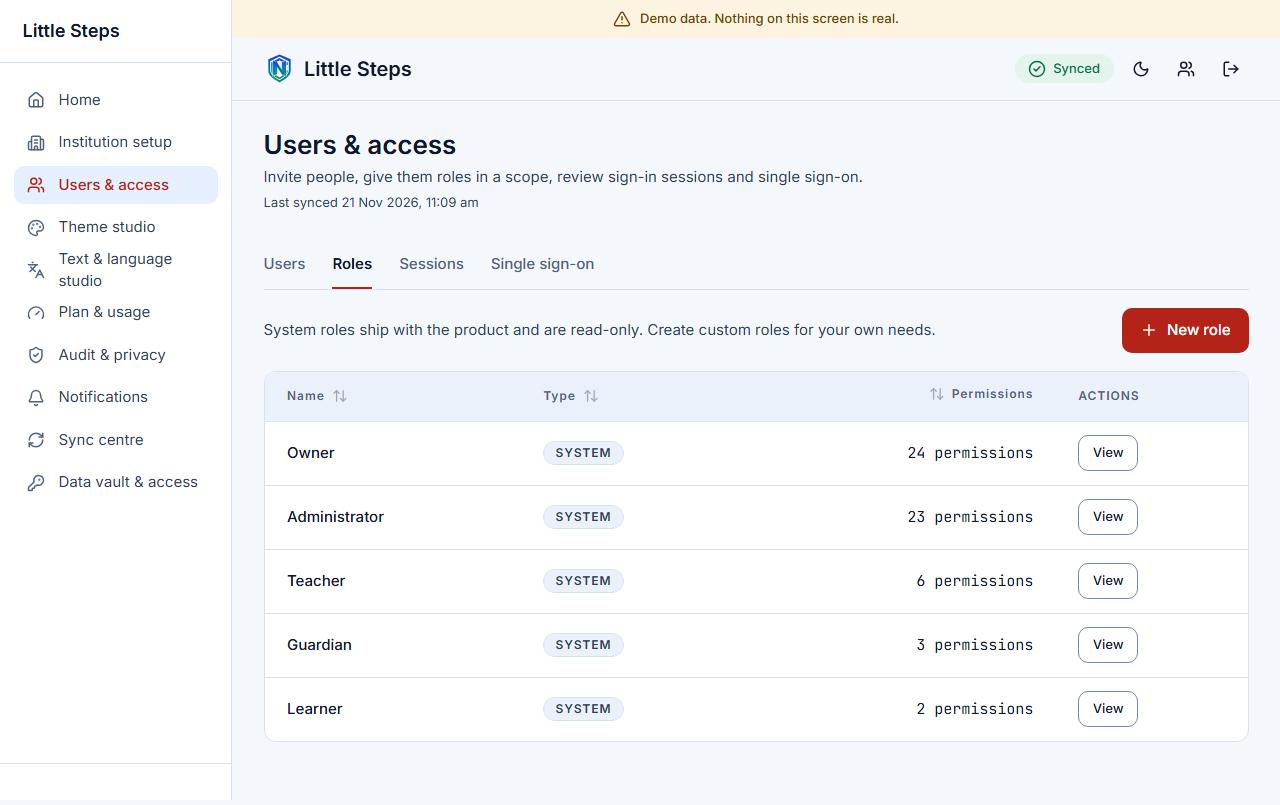 Little Steps
Home
Institution setup
Users & access
Theme studio
Text & language
studio
Plan & usage
Audit & privacy
Notifications
Sync centre
Data vault & access
Demo data. Nothing on this screen is real.
Little Steps
Synced
Users & access
Invite people, give them roles in a scope, review sign-in sessions and single sign-on.
Last synced 21 Nov 2026, 11:09 am
Users Roles Sessions Single sign-on
System roles ship with the product and are read-only. Create custom roles for your own needs.
New role
Name Type Permissions ACTIONS
Owner SYSTEM 24 permissions View
Administrator SYSTEM 23 permissions View
Teacher SYSTEM 6 permissions View
Guardian SYSTEM 3 permissions View
Learner SYSTEM 2 permissions View